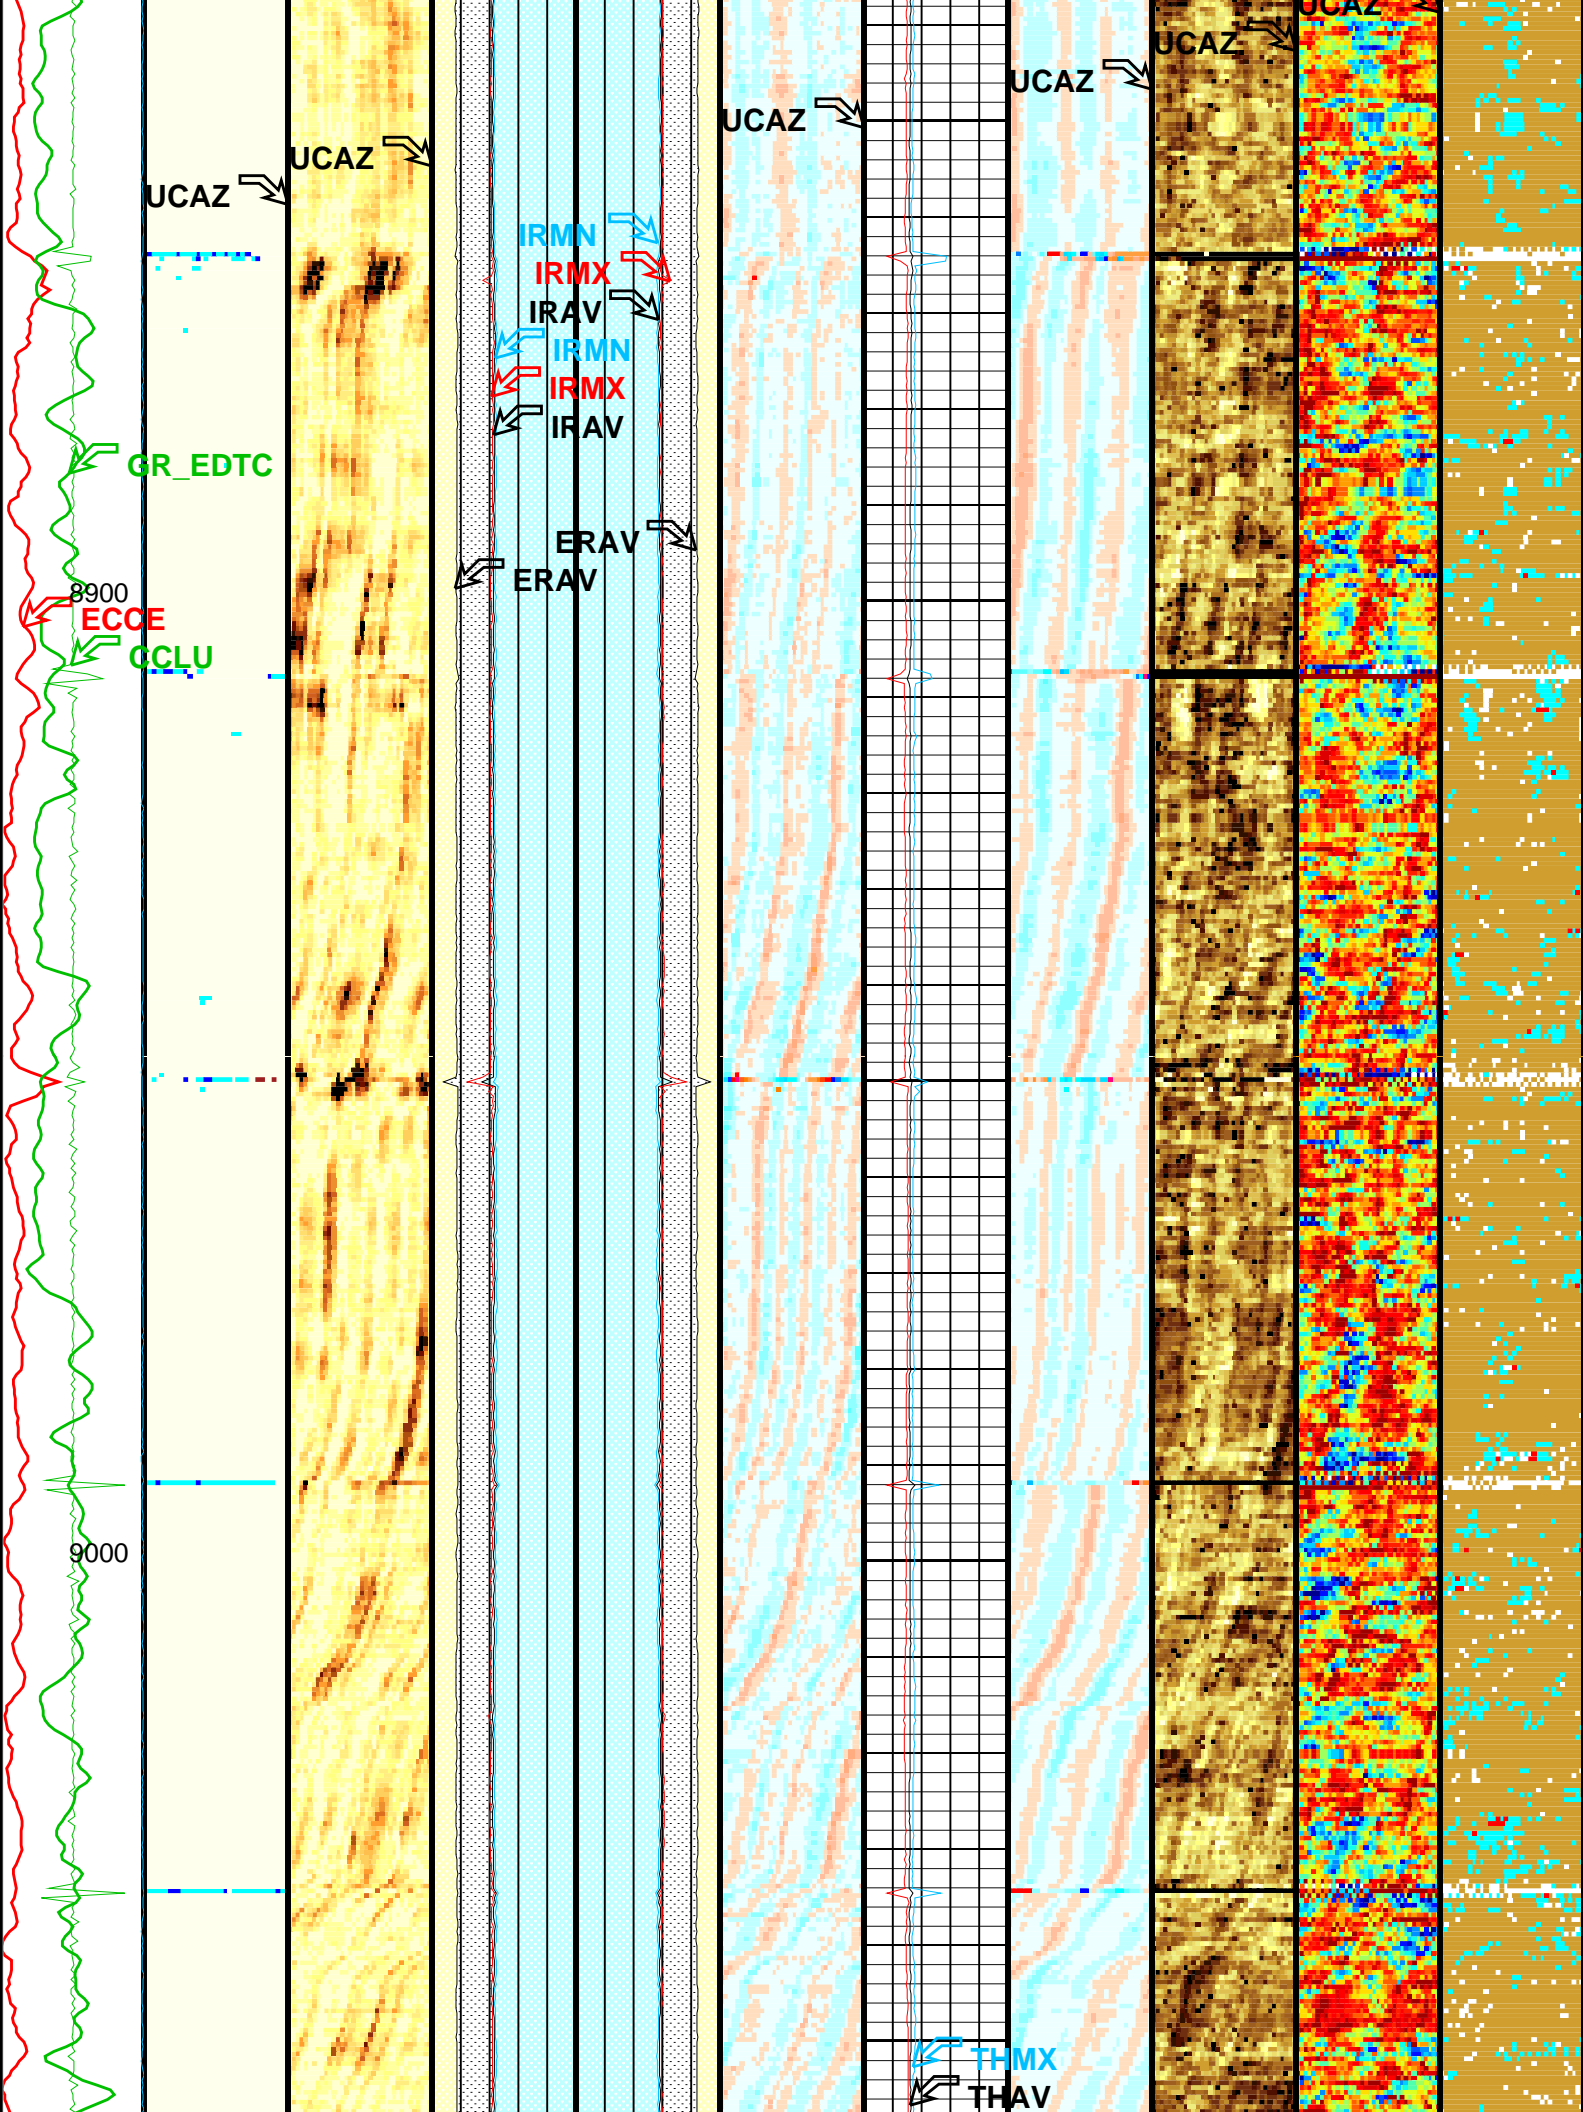 UCAZ
UCAZ
UCAZ
UCAZ
UCAZ
UCAZ
IRMN
IRMX
IRAV
IRMN
IRMX
IRAV
GR_EDTC
ERAV
ERAV
8900
ECCE
CCLU
9000
THMX
THAV